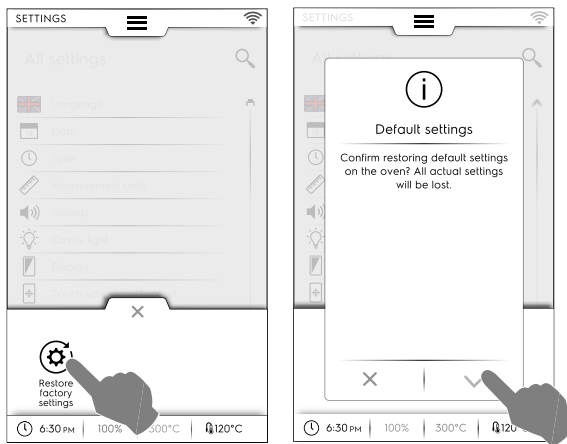 SETTINGS
All settings
Language
Date
Time
Measurement units
Sounds
Cavity light
Display
Restore
factory
settings
6:30 PM
100%
300°C
120°C
SETTINGS
All settings
Default settings
Confirm restoring default settings
on the oven? All actual settings
will be lost.
6:30 PM
100%
300°C
120